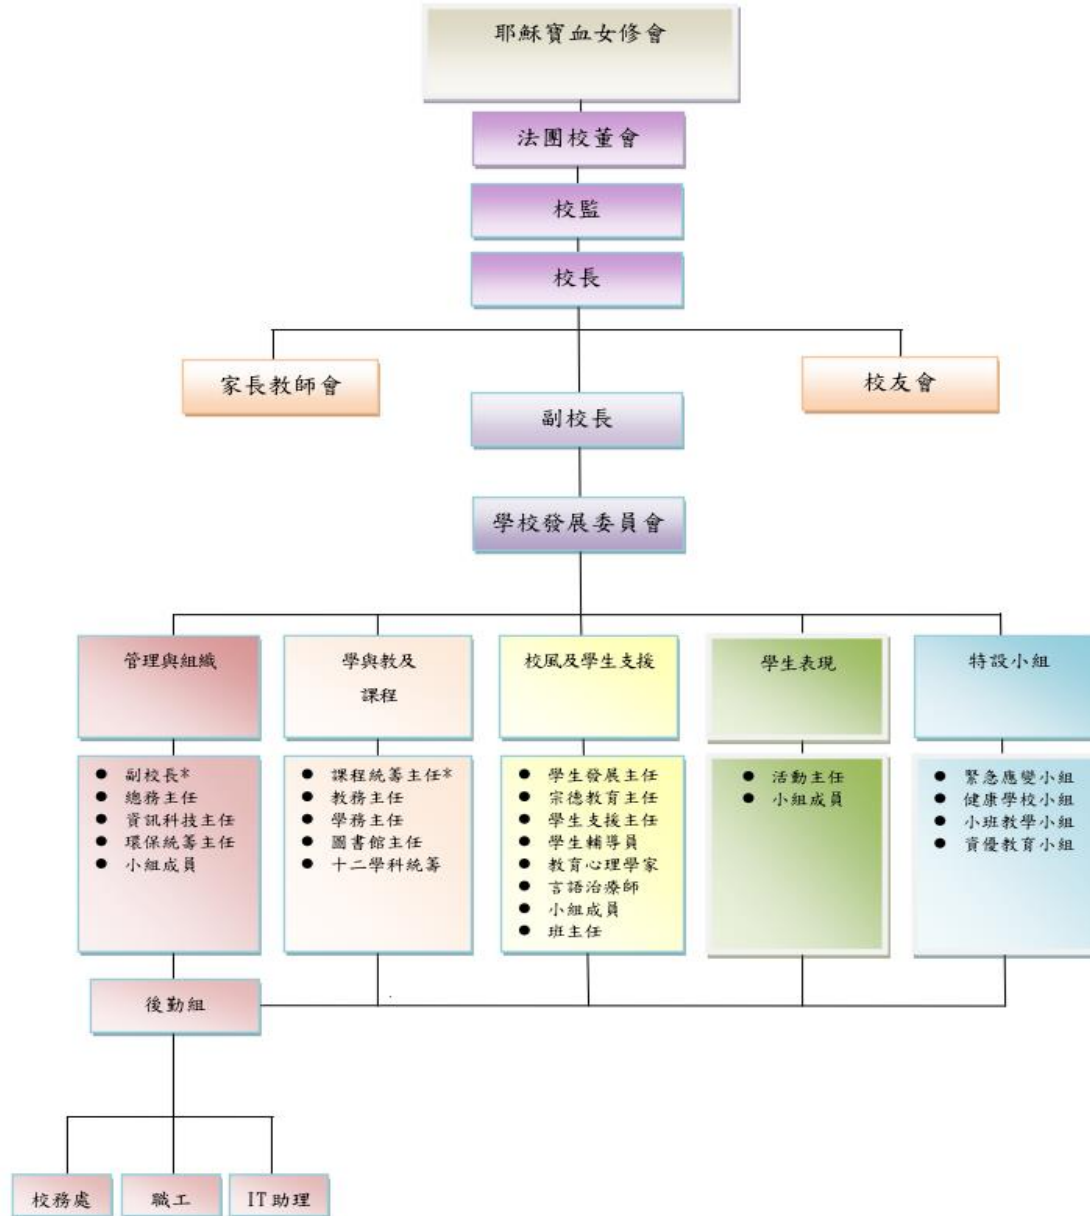 耶穌寶血女修會
法團校董會
校監
校長
家長教師會
校友會
副校長
學校發展委員會
管理與組織
學與教及
課程
校風及學生支援
學生表現
特設小組
● 副校長*
● 總務主任
● 資訊科技主任
● 環保統籌主任
● 小組成員
● 課程統籌主任*
● 教務主任
● 學務主任
● 圖書館主任
● 十二學科統籌
● 學生發展主任
● 宗德教育主任
● 學生支援主任
● 學生輔導員
● 教育心理學家
● 言語治療師
● 小組成員
● 班主任
● 活動主任
● 小組成員
● 緊急應變小組
● 健康學校小組
● 小班教學小組
● 資優教育小組
後勤組
校務處
職工
IT助理